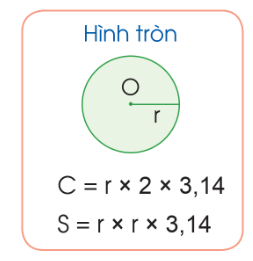 Hình tròn
O
r
C = r × 2 × 3,14
S = r × r × 3,14